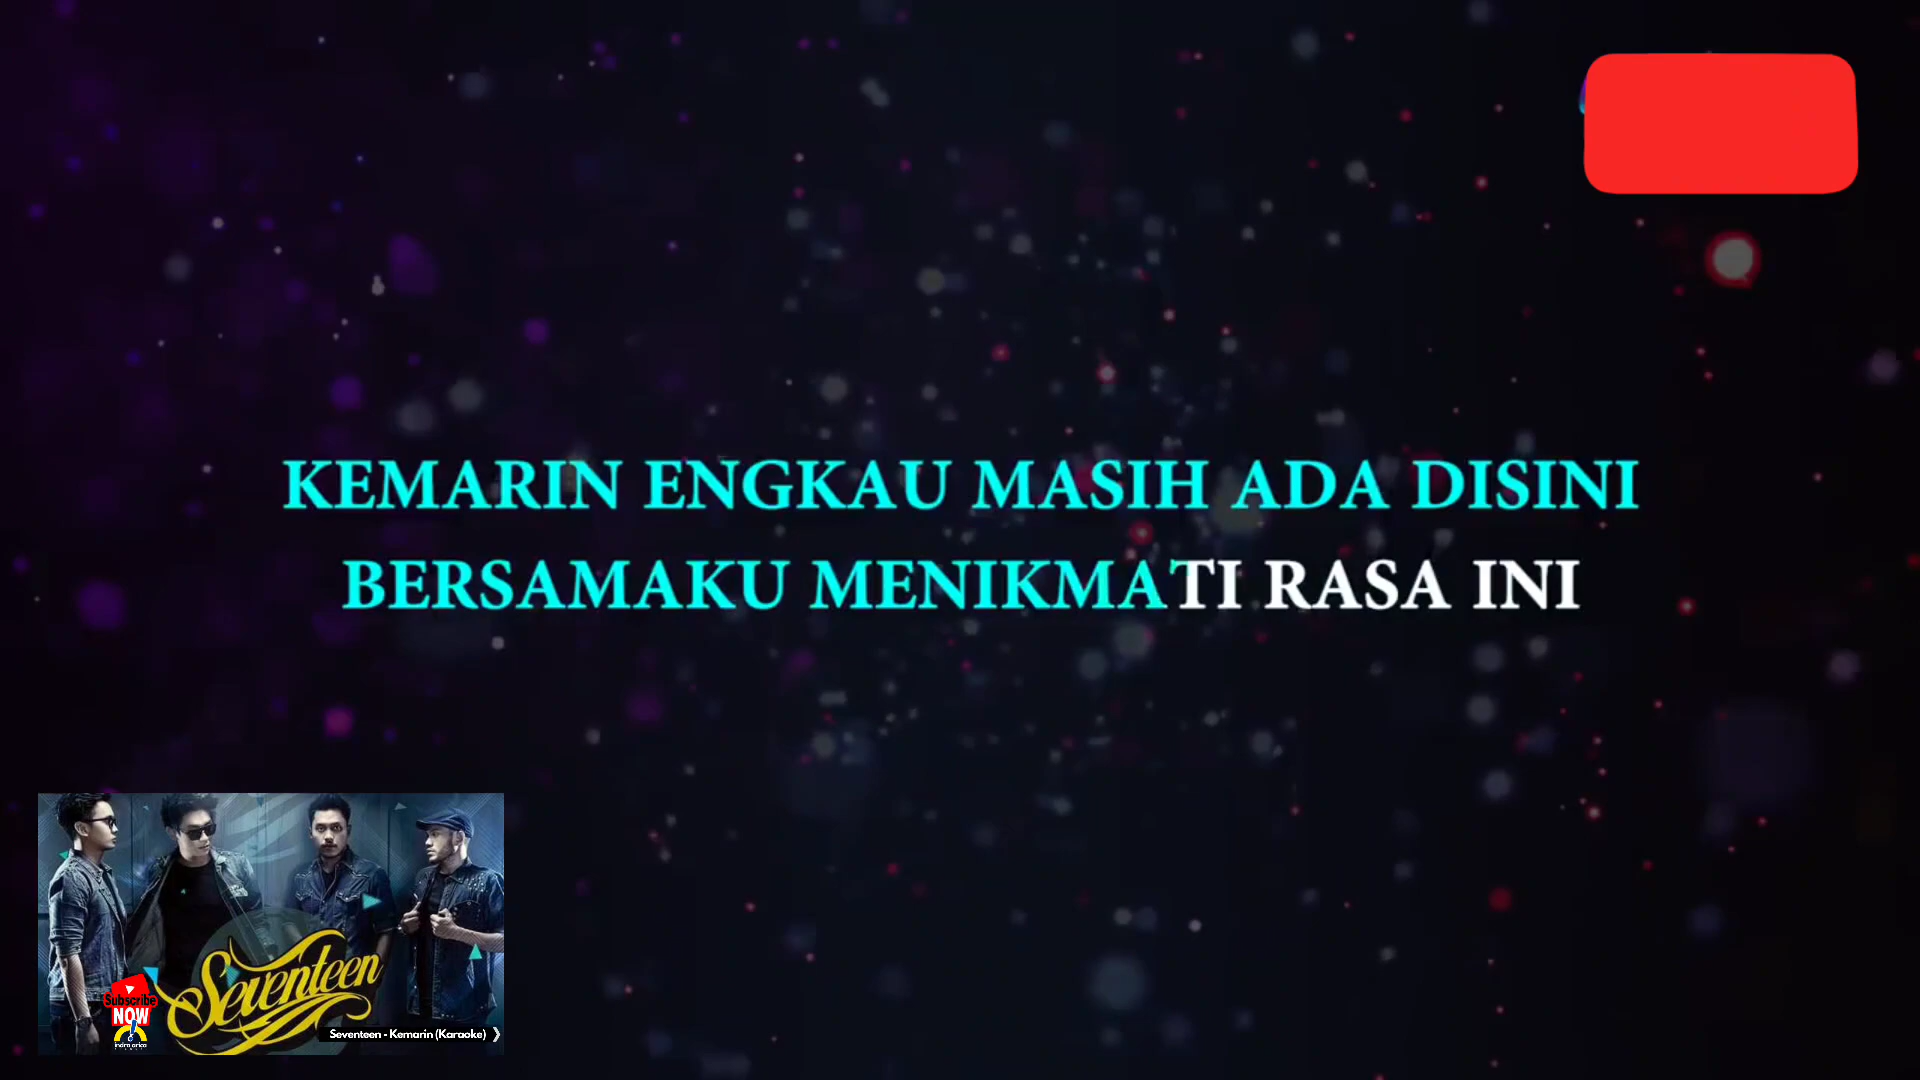 KEMARIN ENGKAU MASIH ADA DISINI
BERSAMAKU MENIKMATI RASA INI
Seventeen
Subscribe
NOW
Seventeen - Kemarin (Karaoke)